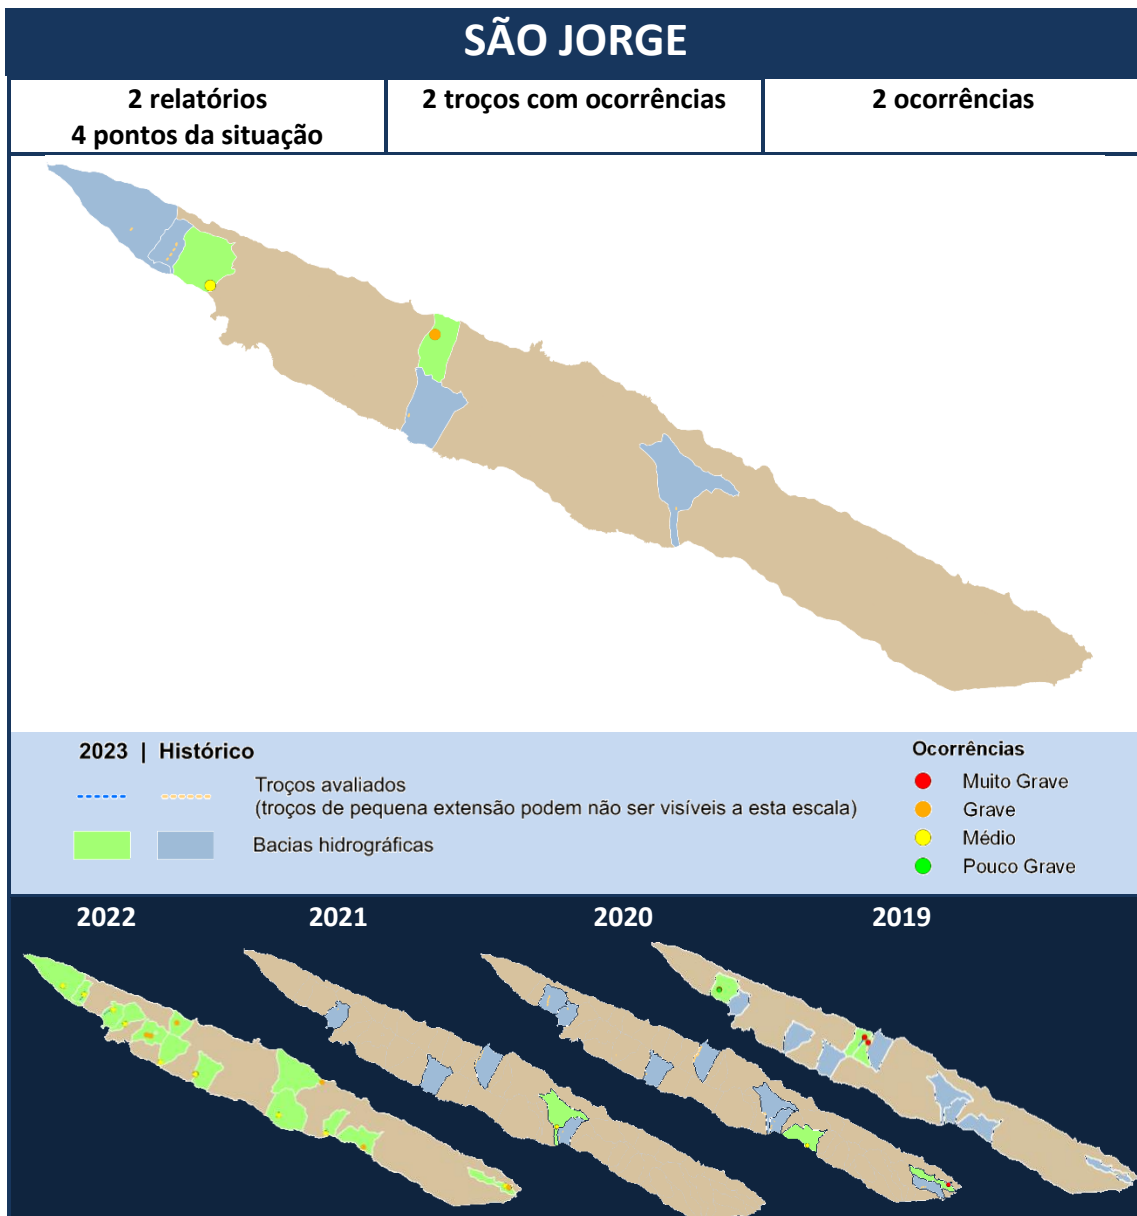 SÃO JORGE
2 relatórios
4 pontos da situação
2 troços com ocorrências
2 ocorrências
2023 | Histórico
Troços avaliados
(troços de pequena extensão podem não ser visíveis a esta escala)
Bacias hidrográficas
Ocorrências
Muito Grave
Grave
Médio
Pouco Grave
2022
2021
2020
2019